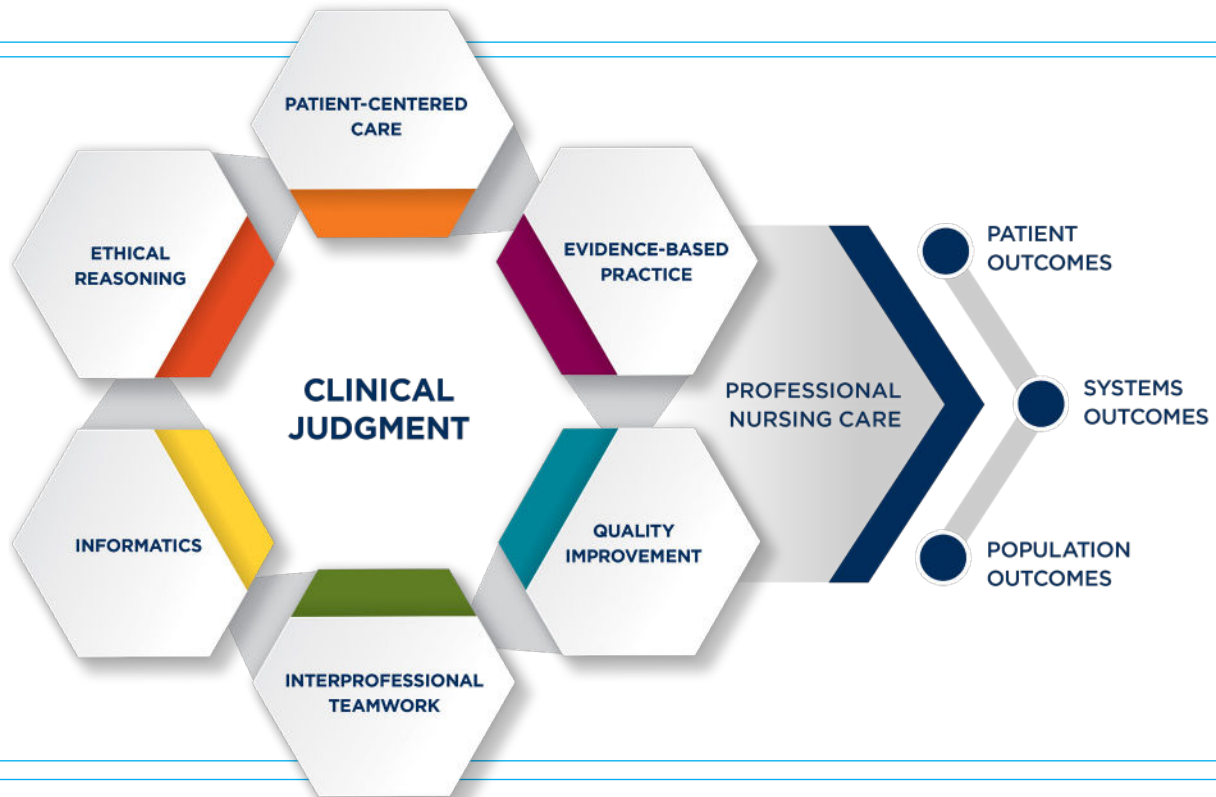 PATIENT-CENTERED
CARE
ETHICAL
REASONING
EVIDENCE-BASED
PRACTICE
CLINICAL
JUDGMENT
INFORMATICS
QUALITY
IMPROVEMENT
INTERPROFESSIONAL
TEAMWORK
PROFESSIONAL
NURSING CARE
PATIENT
OUTCOMES
SYSTEMS
OUTCOMES
POPULATION
OUTCOMES